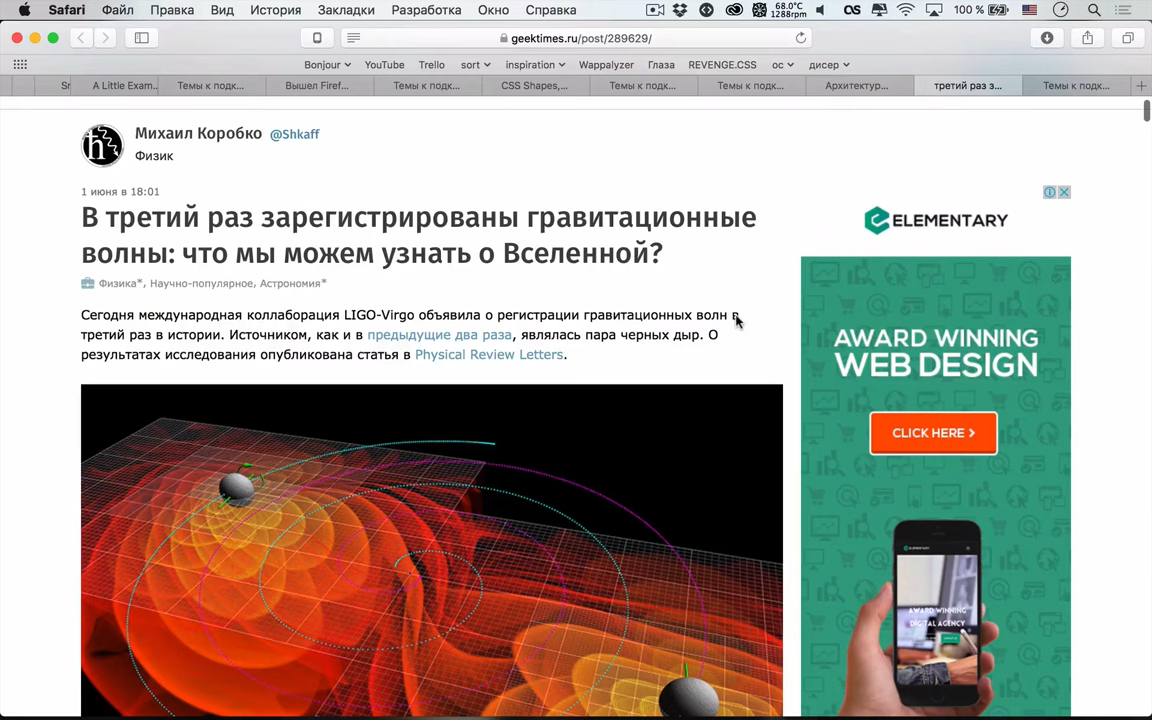 Safari Файл Правка Вид История Закладки Разработка Окно Справка 68.0°C 1288rpm 100 %
geektimes.ru/post/289629/
Bonjour YouTube Trello sort inspiration Wappalyzer Глаза REVENGE.CSS ос дисер
Sr A Little Exam... Темы к подк... Вышел Firef... Темы к подк... CSS Shapes,... Темы к подк... Темы к подк... Архитектур... третий раз з... Темы к подк...
Михаил Коробко @Shkaff
Физик
1 июня в 18:01
В третий раз зарегистрированы гравитационные
волны: что мы можем узнать о Вселенной?
Физика*, Научно-популярное, Астрономия*
Сегодня международная коллаборация LIGO-Virgo объявила о регистрации гравитационных волн в
третий раз в истории. Источником, как и в предыдущие два раза, являлась пара черных дыр. О
результатах исследования опубликована статья в Physical Review Letters.
ELEMENTARY
AWARD WINNING
WEB DESIGN
CLICK HERE >
ELEMENTARY
AWARD WINNING
DIGITAL AGENCY